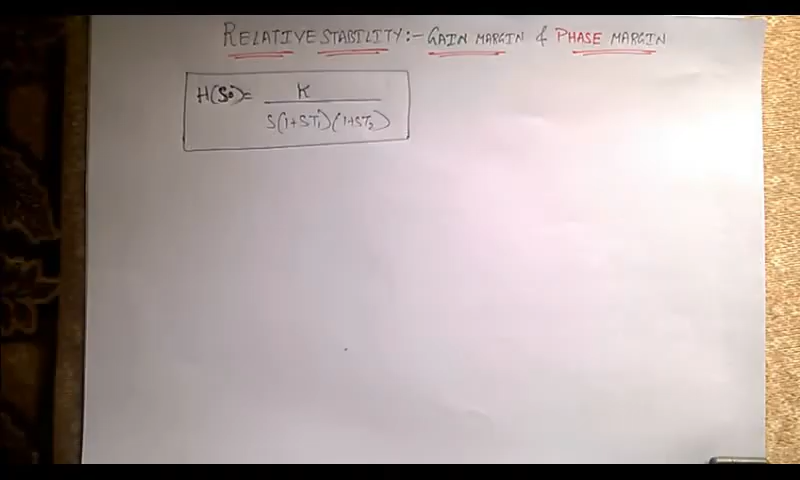 RELATIVE STABILITY:- GAIN MARGIN & PHASE MARGIN
H(s)= K
S(1+ST1)(1+ST2)